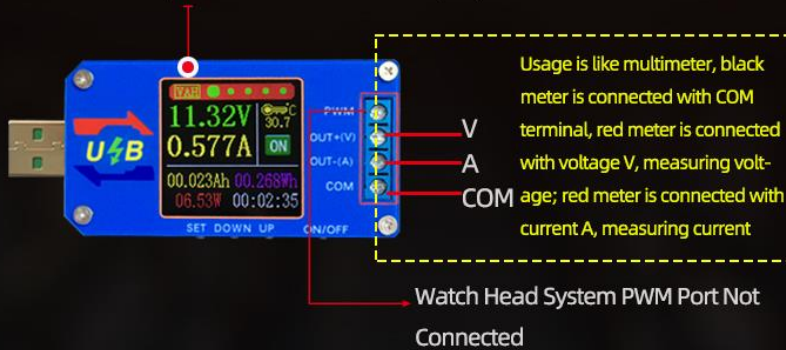 VAH
11.32V
℃
30.7
0.577A
ON
00.023Ah 00.268Wh
06.53W 00:02:35
USB
PWM
OUT+(V)
OUT-(A)
COM
SET DOWN UP ON/OFF
V
A
COM
Usage is like multimeter, black
meter is connected with COM
terminal, red meter is connected
with voltage V, measuring volt-
age; red meter is connected with
current A, measuring current
Watch Head System PWM Port Not
Connected